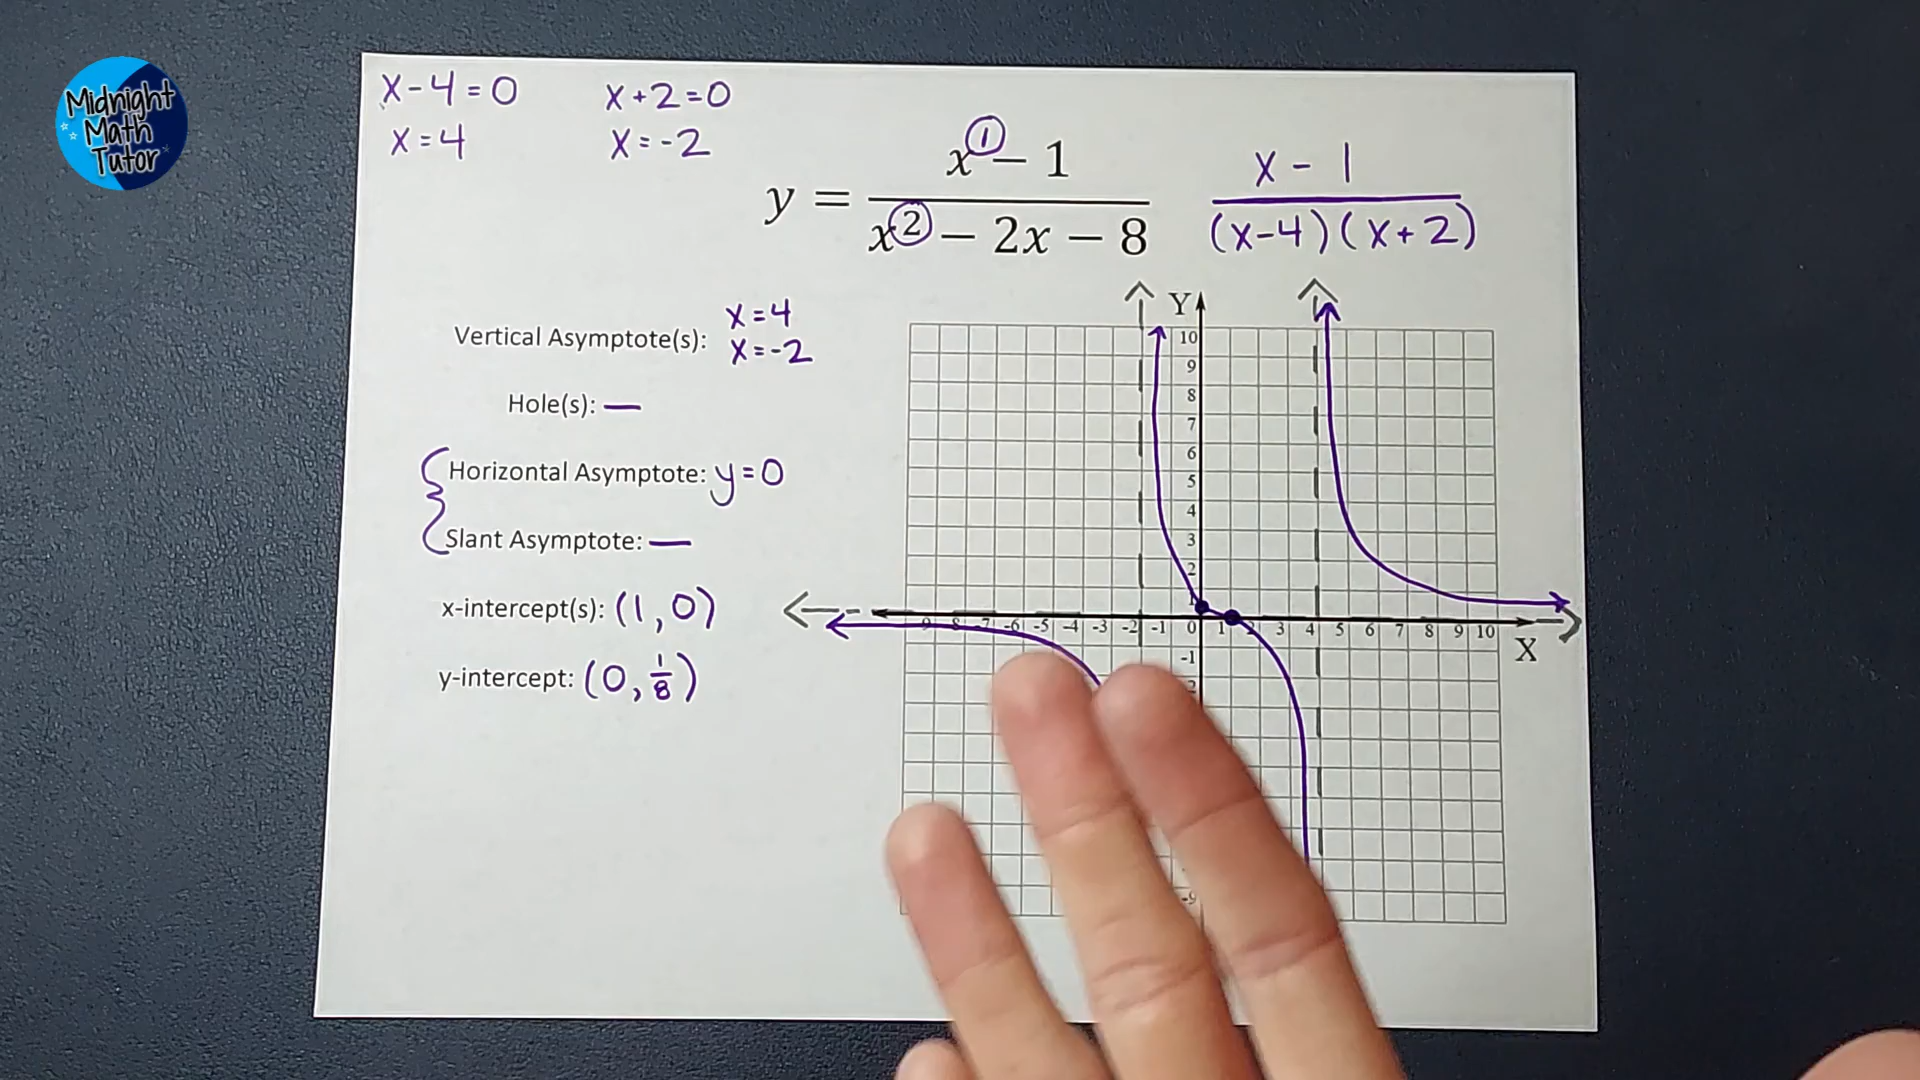 Midnight
Math
Tutor
x-4=0 x+2=0
x=4 x=-2
y = x^① − 1 / x^② − 2x − 8
x - 1 / (x-4)(x+2)
Vertical Asymptote(s): x=4
x=-2
Hole(s): —
Horizontal Asymptote: y=0
Slant Asymptote: —
x-intercept(s): (1,0)
y-intercept: (0, 1/8)
Y
10
9
8
7
6
5
4
3
2
1
-9 -8 -7 -6 -5 -4 -3 -2 -1 0 1 2 3 4 5 6 7 8 9 10
X
-1
-9